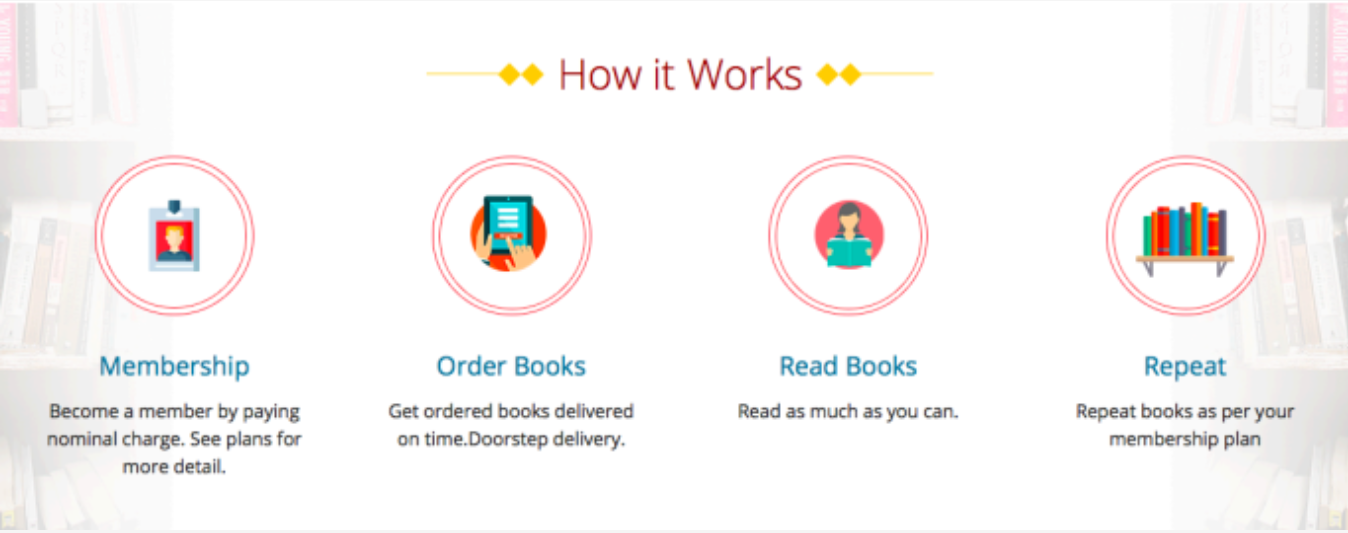 How it Works
Membership
Become a member by paying
nominal charge. See plans for
more detail.
Order Books
Get ordered books delivered
on time.Doorstep delivery.
Read Books
Read as much as you can.
Repeat
Repeat books as per your
membership plan